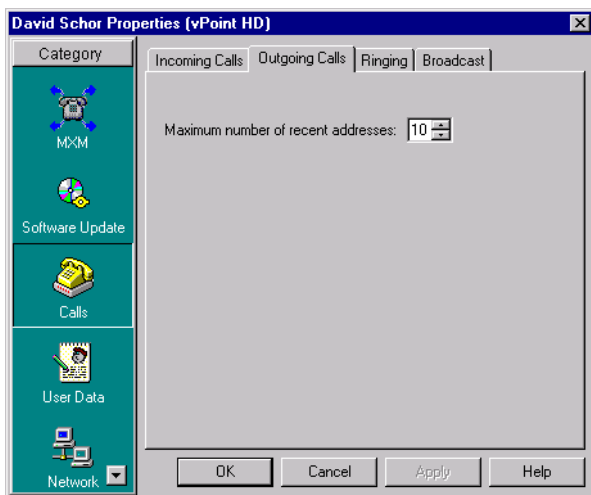 David Schor Properties (vPoint HD)
Category
Incoming Calls Outgoing Calls Ringing Broadcast
Maximum number of recent addresses: 10
MXM
Software Update
Calls
User Data
Network
OK Cancel Apply Help